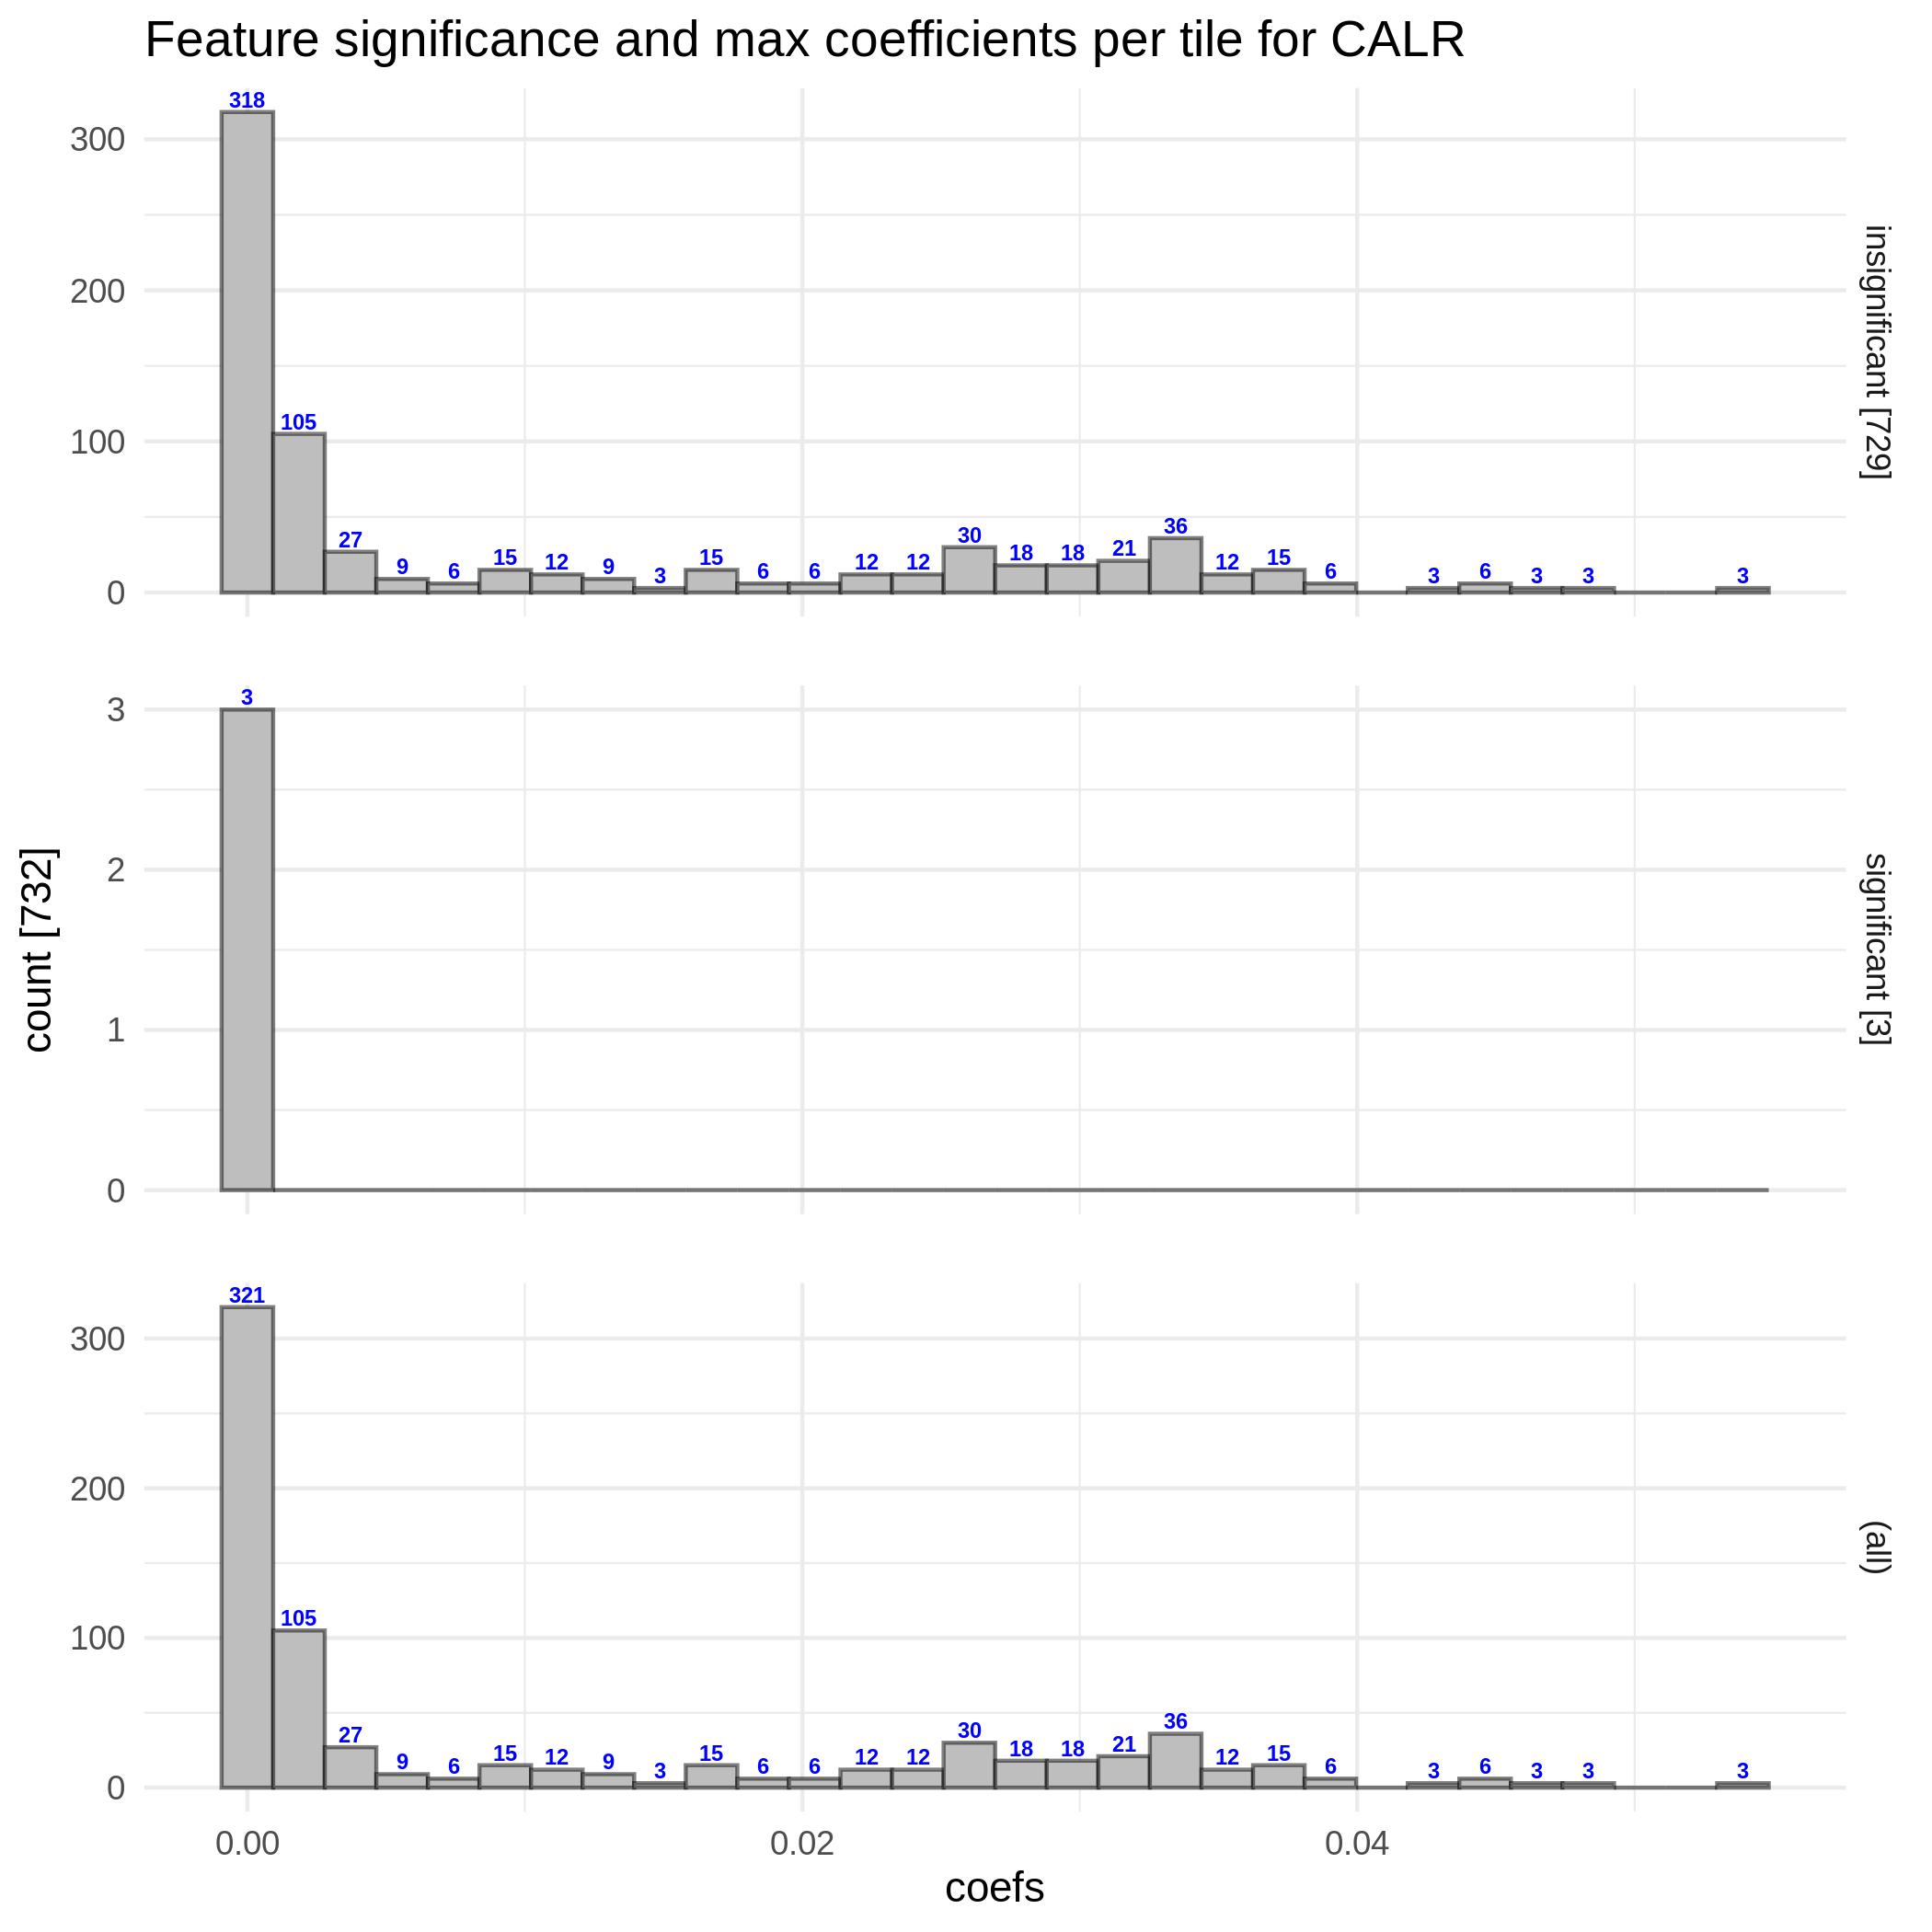 Feature significance and max coefficients per tile for CALR
318
300
insignificant [729]
200
105
100
27 9 6 15 12 9 3 15 6 6 12 12 30 18 18 21 36 12 15 6 3 6 3 3 3
0
3
3
significant [3]
2
count [732]
1
0
321
300
200
(all)
105
100
27 9 6 15 12 9 3 15 6 6 12 12 30 18 18 21 36 12 15 6 3 6 3 3 3
0
0.00 0.02 0.04
coefs